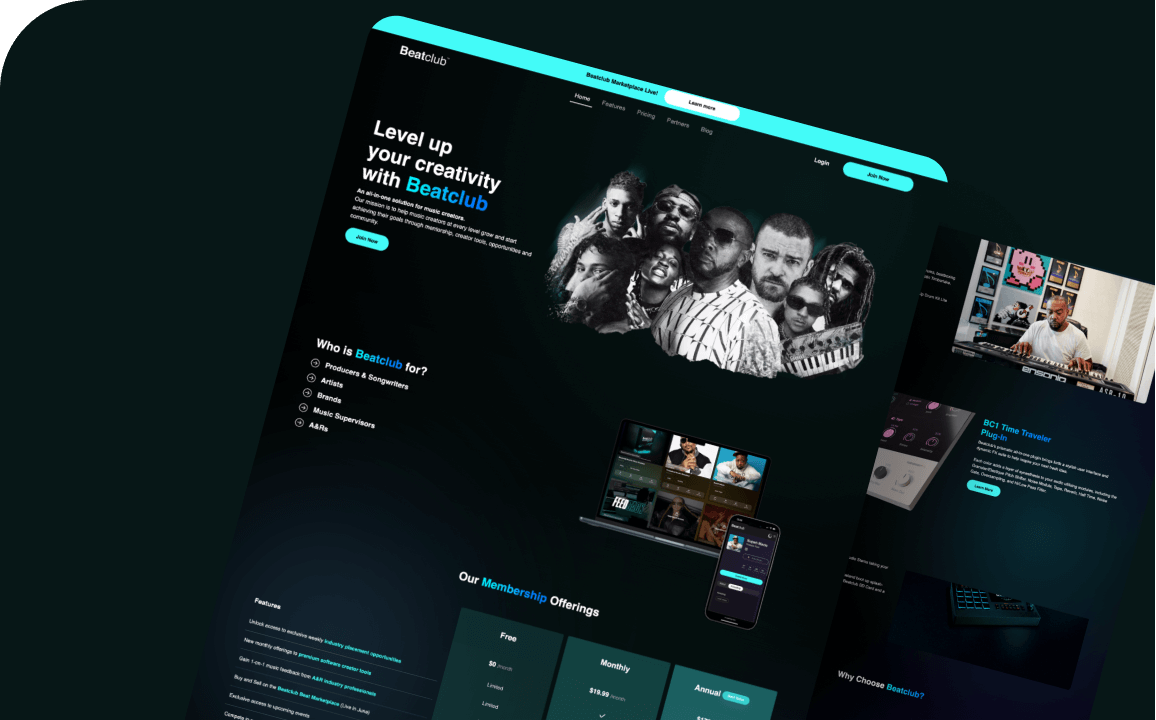 Beatclub
Beatclub Marketplace Live!
Learn more
Home
Features
Pricing
Partners
Blog
Login
Join Now
Level up
your creativity
with Beatclub
An all-in-one solution for music creators.
Our mission is to help music creators at every level grow and start
achieving their goals through mentorship, creator tools, opportunities and
community.
Join Now
Who is Beatclub for?
Producers & Songwriters
Artists
Brands
Music Supervisors
A&Rs
Our Membership Offerings
Features
Unlock access to exclusive weekly industry placement opportunities
New monthly offerings to premium software creator tools
Gain 1-on-1 music feedback from A&R industry professionals
Buy and Sell on the Beatclub Beat Marketplace (Live in June)
Exclusive access to upcoming events
Free
$0 /month
Limited
Limited
Monthly
$19.99 /month
Annual
ensoniq
ASR-10
BC1 Time Traveler
Plug-In
Learn More
Why Choose Beatclub?